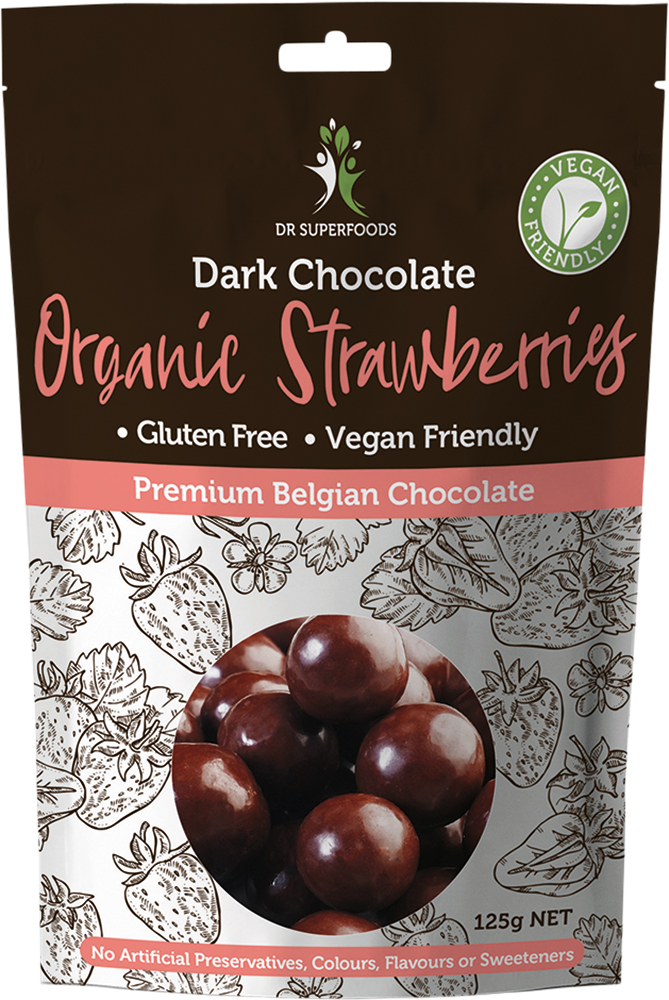 DR SUPERFOODS
VEGAN
FRIENDLY
Dark Chocolate
Organic Strawberries
• Gluten Free • Vegan Friendly
Premium Belgian Chocolate
125g NET
No Artificial Preservatives, Colours, Flavours or Sweeteners